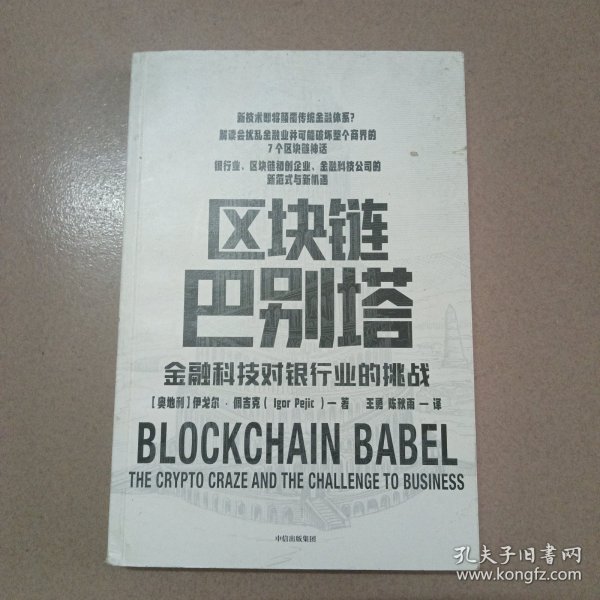 新技术即将颠覆传统金融体系?
解读会扰乱金融业并可能破坏整个商界的
7个区块链神话
银行业、区块链初创企业、金融科技公司的
新范式与新机遇
区块链
巴别塔
金融科技对银行业的挑战
[奥地利]伊戈尔·佩吉克(Igor Pejic)一著 王勇 陈秋雨一译
BLOCKCHAIN BABEL
THE CRYPTO CRAZE AND THE CHALLENGE TO BUSINESS
中信出版集团
孔夫子旧书网
www.kongfz.com